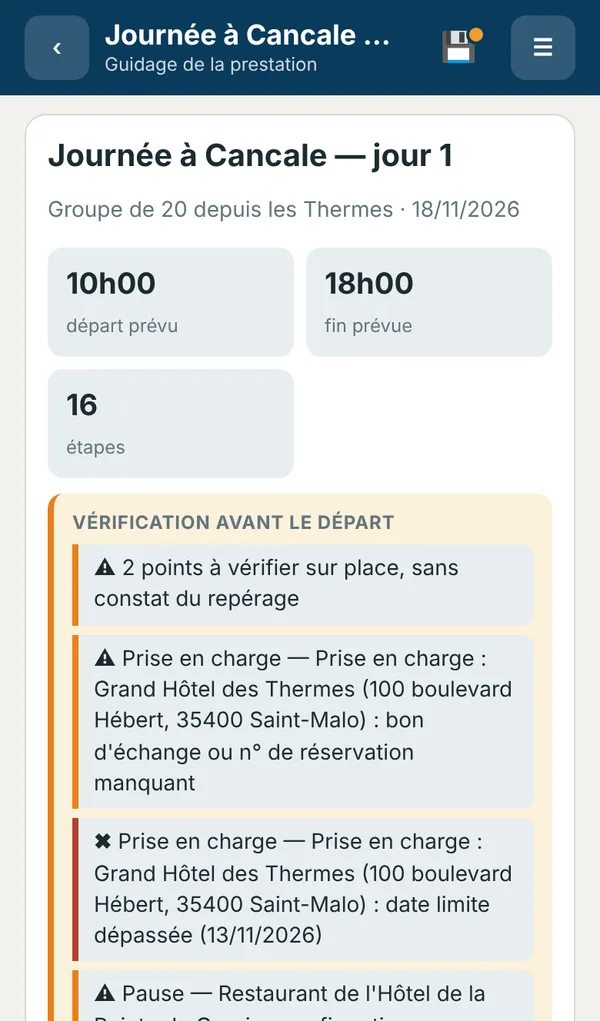 ‹
Journée à Cancale ...
Guidage de la prestation
Journée à Cancale — jour 1
Groupe de 20 depuis les Thermes · 18/11/2026
10h00
départ prévu
18h00
fin prévue
16
étapes
VÉRIFICATION AVANT LE DÉPART
⚠ 2 points à vérifier sur place, sans
constat du repérage
⚠ Prise en charge — Prise en charge :
Grand Hôtel des Thermes (100 boulevard
Hébert, 35400 Saint-Malo) : bon
d'échange ou n° de réservation
manquant
✖ Prise en charge — Prise en charge :
Grand Hôtel des Thermes (100 boulevard
Hébert, 35400 Saint-Malo) : date limite
dépassée (13/11/2026)
⚠ Pause — Restaurant de l'Hôtel de la